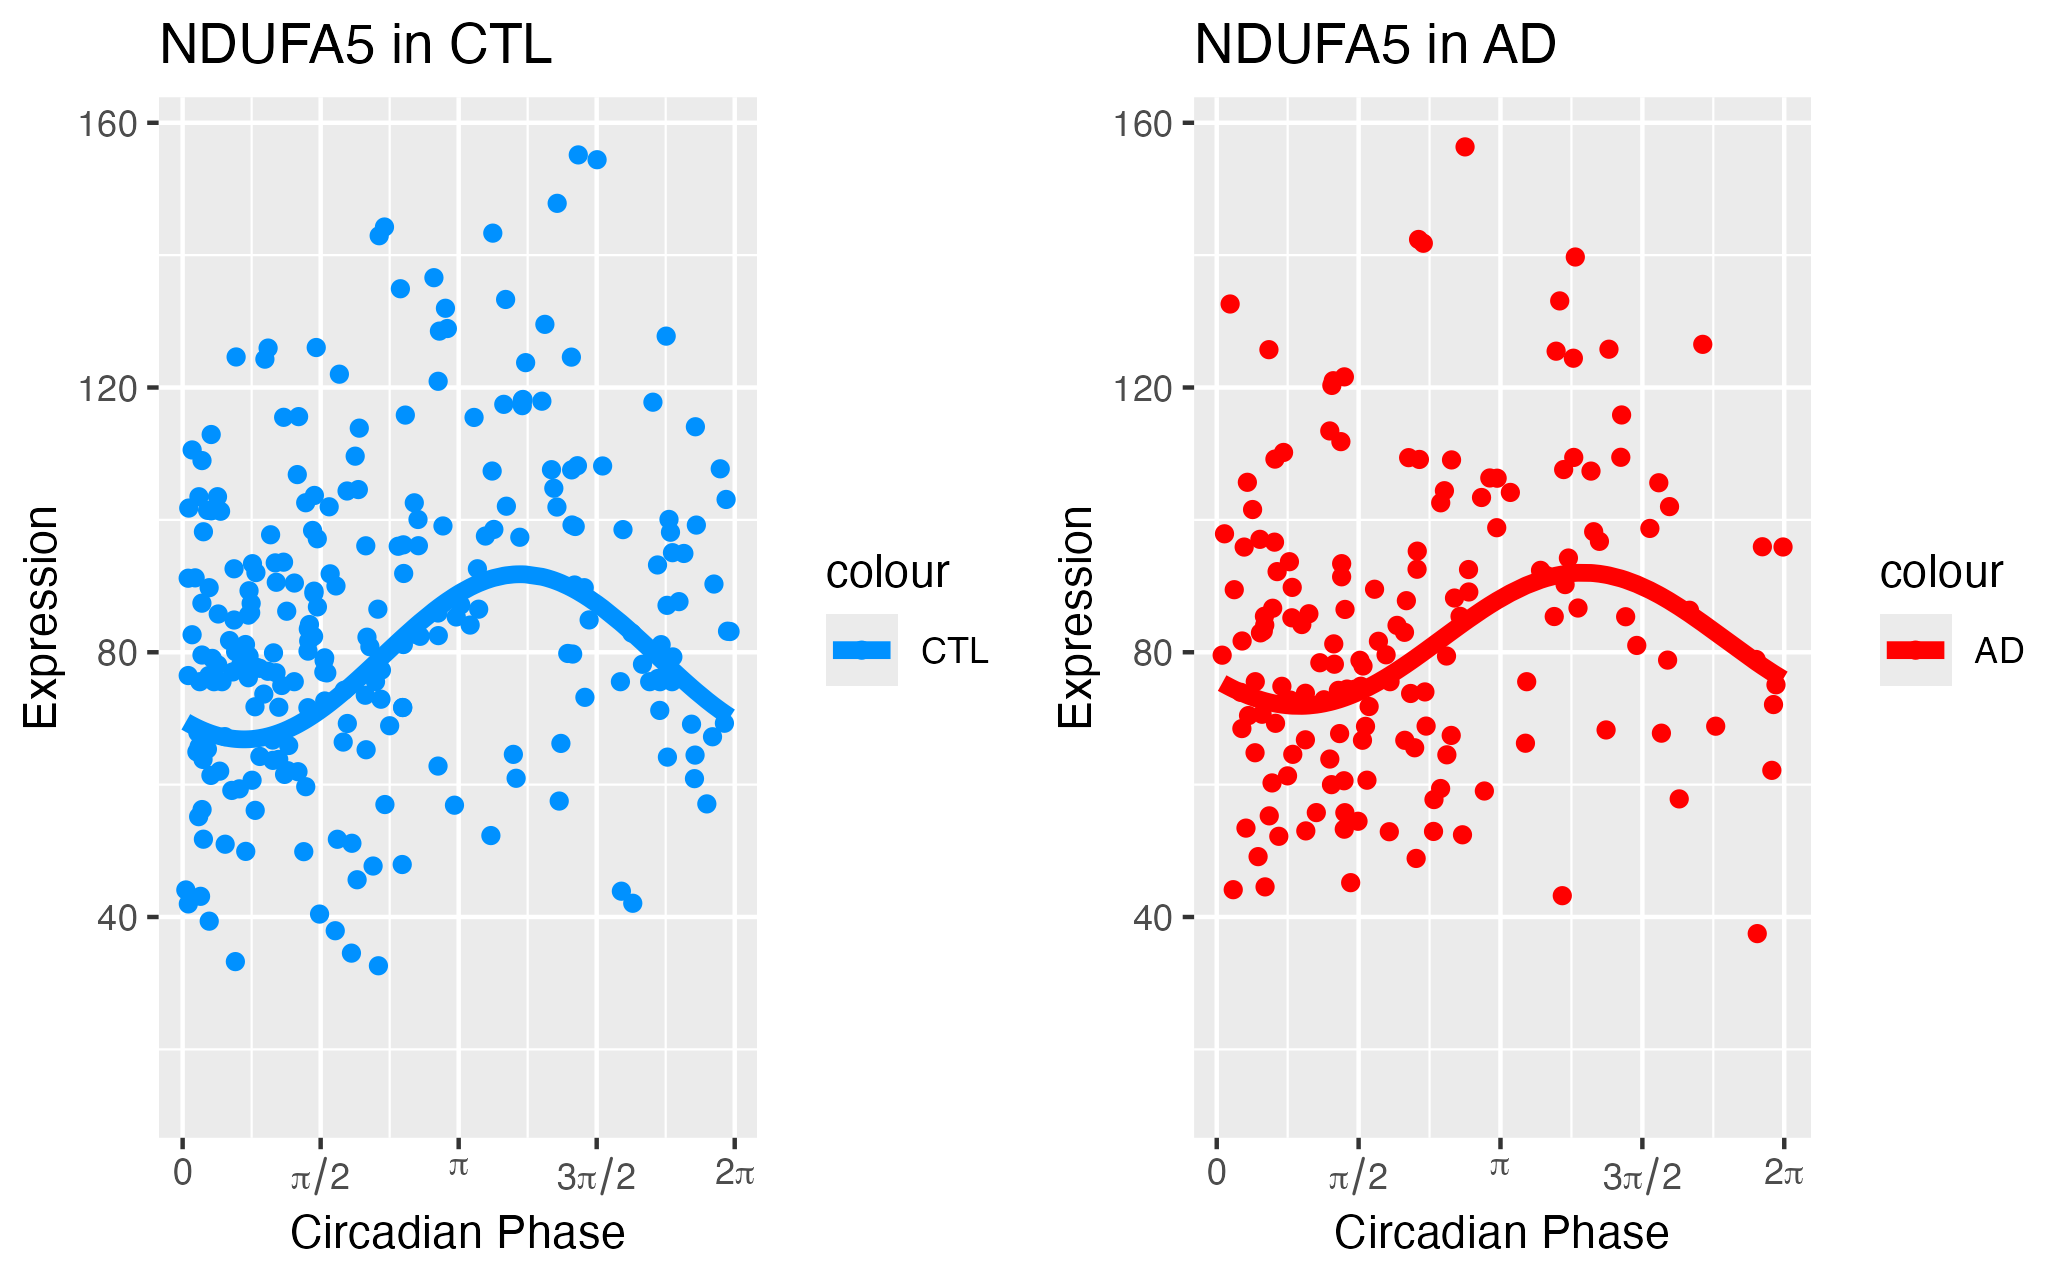 NDUFA5 in CTL
160
120
80
40
Expression
0 π/2 π 3π/2 2π
Circadian Phase
colour
CTL
NDUFA5 in AD
160
120
80
40
Expression
0 π/2 π 3π/2 2π
Circadian Phase
colour
AD